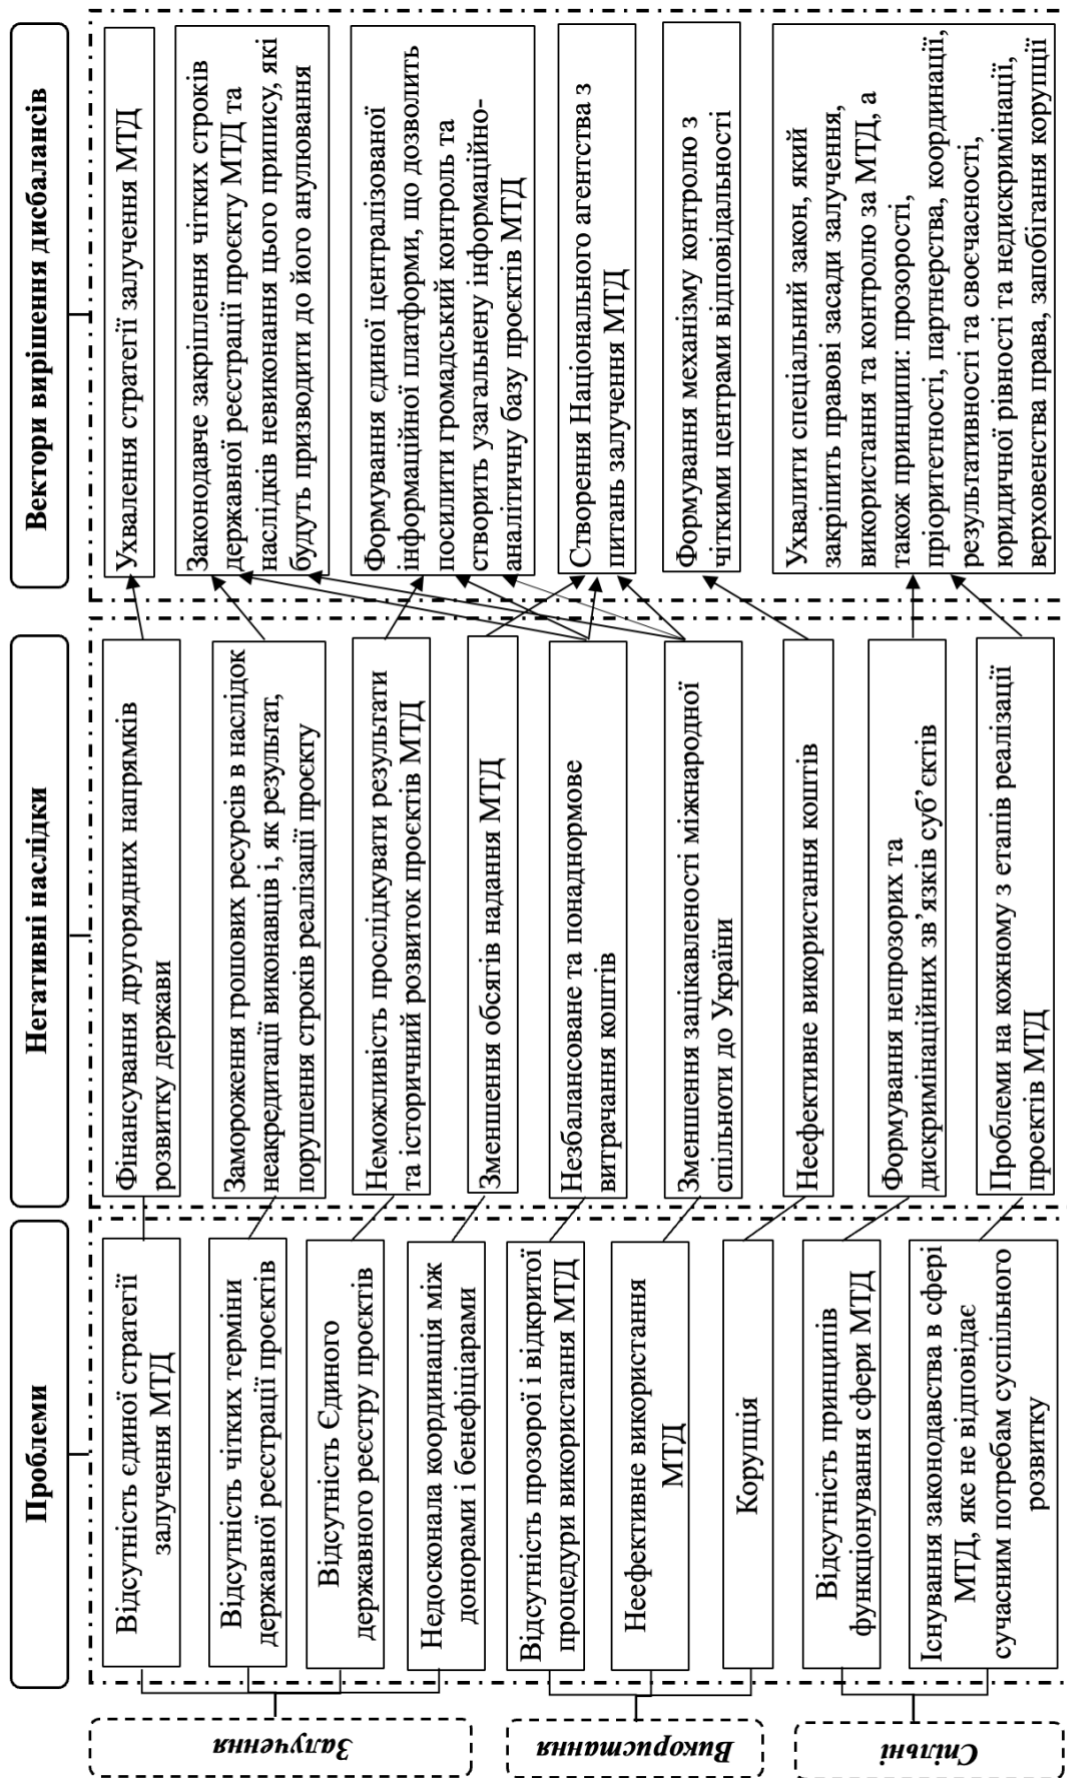 Проблеми
Негативні наслідки
Вектори вирішення дисбалансів
Залучення
Відсутність єдиної стратегії
залучення МТД
Фінансування другорядних напрямків
розвитку держави
Ухвалення стратегії залучення МТД
Відсутність чітких терміни
державної реєстрації проєктів
Замороження грошових ресурсів в наслідок
неакредитації виконавців і, як результат,
порушення строків реалізації проєкту
Законодавче закріплення чітких строків
державної реєстрації проєкту МТД та
наслідків невиконання цього припису, які
будуть призводити до його анулювання
Відсутність Єдиного
державного реєстру проєктів
Неможливість прослідкувати результати
та історичний розвиток проєктів МТД
Формування єдиної централізованої
інформаційної платформи, що дозволить
посилити громадський контроль та
створить узагальнену інформаційно-
аналітичну базу проєктів МТД
Недосконала координація між
донорами і бенефіціарами
Зменшення обсягів надання МТД
Використання
Відсутність прозорої і відкритої
процедури використання МТД
Незбалансоване та понаднормове
витрачання коштів
Створення Національного агентства з
питань залучення МТД
Неефективне використання
МТД
Зменшення зацікавленості міжнародної
спільноти до України
Формування механізму контролю з
чіткими центрами відповідальності
Корупція
Неефективне використання коштів
Спільні
Відсутність принципів
функціонування сфери МТД
Формування непрозорих та
дискримінаційних зв’язків суб’єктів
Ухвалити спеціальний закон, який
закріпить правові засади залучення,
використання та контролю за МТД, а
також принципи: прозорості,
пріоритетності, партнерства, координації,
результативності та своєчасності,
юридичної рівності та недискримінації,
верховенства права, запобігання корупції
Існування законодавства в сфері
МТД, яке не відповідає
сучасним потребам суспільного
розвитку
Проблеми на кожному з етапів реалізації
проектів МТД